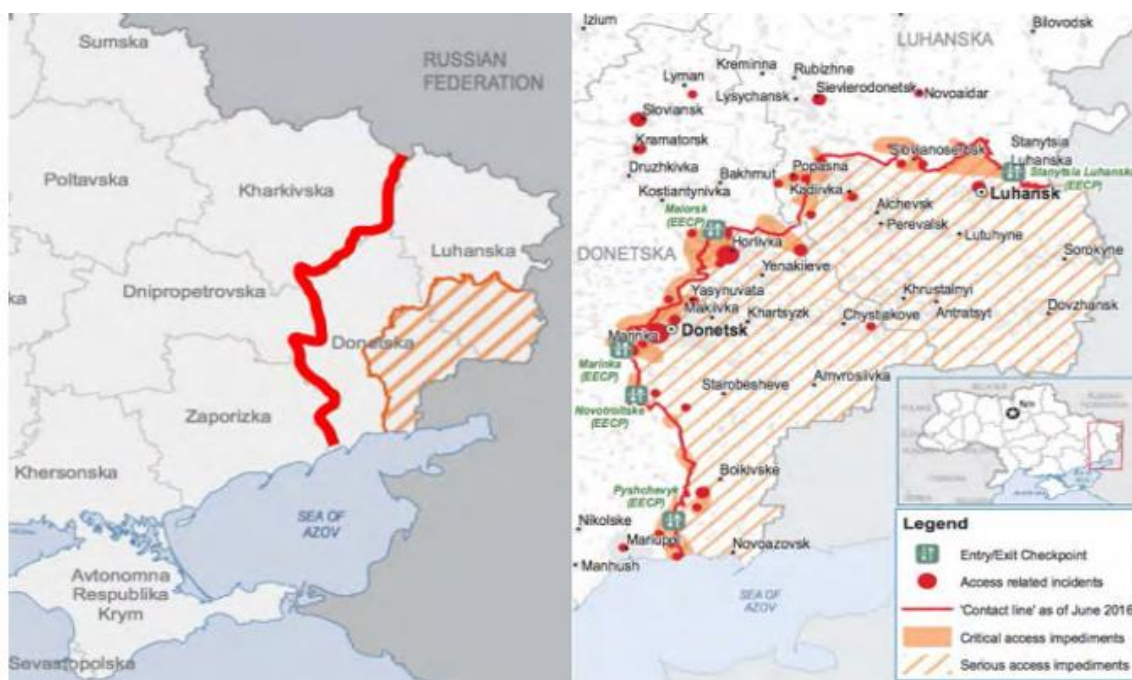 Sumska
RUSSIAN
FEDERATION
Poltavska
Kharkivska
Luhanska
Dnipropetrovska
Donetska
Zaporizka
Khersonska
SEA OF
AZOV
Avtonomna
Respublika
Krym
Sevastopolska
Izium
LUHANSKA
Bilovodsk
Kreminna
Rubizhne
Lyman
Lysychansk
Sievierodonetsk
Novoaidar
Sloviansk
Kramatorsk
Slovianoserbsk
Stanytsia
Luhanska
Druzhkivka
Popasna
Stanytsia Luhanska
(EECP)
Bakhmut
Kostiantynivka
Kadiivka
Luhansk
Maiorsk
(EECP)
Alchevsk
Perevalsk
Lutuhyne
DONETSKA
Horlivka
Sorokyne
Yenakiieve
Yasynuvata
Khrustalnyi
Makiivka
Khartsyzk
Chystiakove
Antratsyt
Dovzhansk
Donetsk
Marinka
Marinka
(EECP)
Starobesheve
Amvrosiivka
Novotroitske
(EECP)
Boikivske
Pyshchevyk
(EECP)
Nikolske
Mariupol
Manhush
Novoazovsk
SEA OF
AZOV
Legend
Entry/Exit Checkpoint
Access related incidents
'Contact line' as of June 2016
Critical access impediments
Serious access impediments